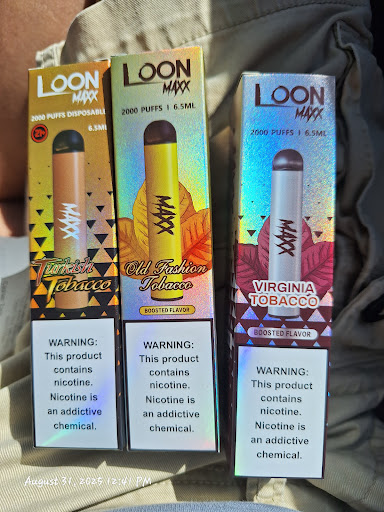 LOON
MAXX
2000 PUFFS DISPOSABLE
6.5ML
21+
MAXX
Turkish
Tobacco
WARNING:
This product
contains
nicotine.
Nicotine is
an addictive
chemical.
LOON
MAXX
2000 PUFFS | 6.5ML
MAXX
Old Fashion
Tobacco
BOOSTED FLAVOR
WARNING:
This product
contains
nicotine.
Nicotine is
an addictive
chemical.
LOON
MAXX
2000 PUFFS | 6.5ML
MAXX
VIRGINIA
TOBACCO
BOOSTED FLAVOR
WARNING:
This product
contains
nicotine.
Nicotine is
an addictive
chemical.
August 31, 2025 12:41 PM